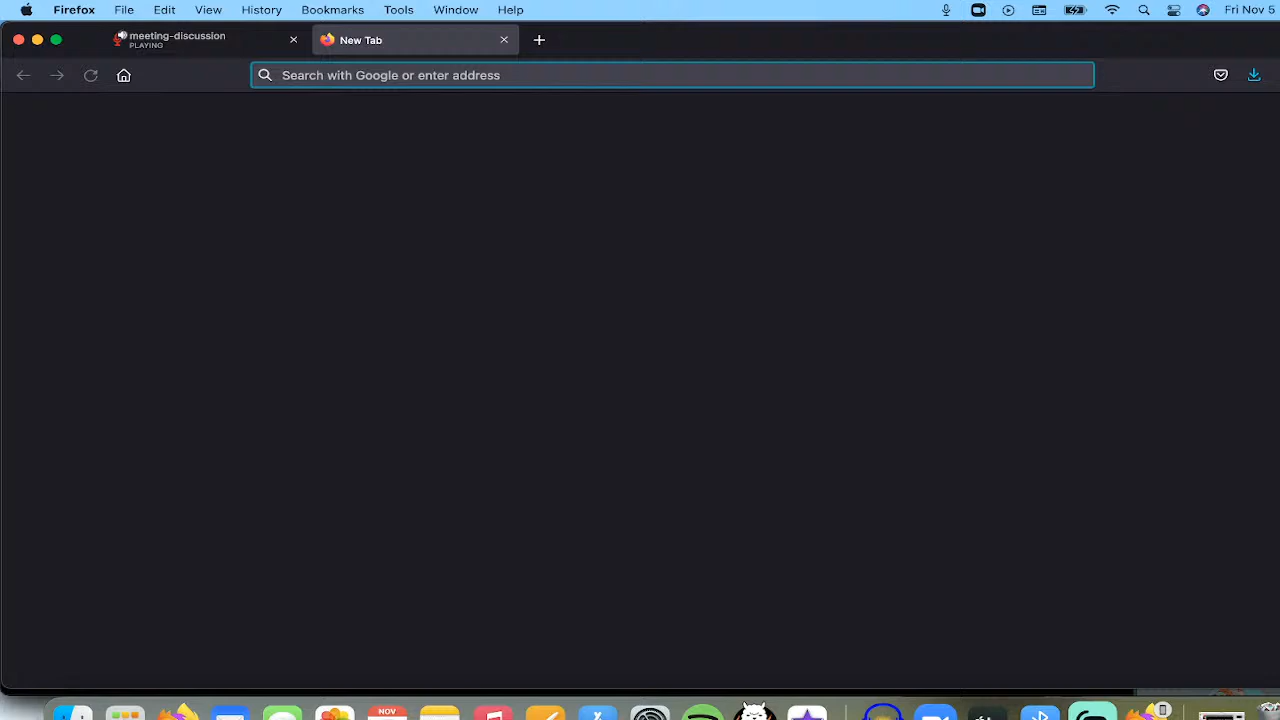 Firefox File Edit View History Bookmarks Tools Window Help Fri Nov 5
meeting-discussion
PLAYING
New Tab
Search with Google or enter address
NOV